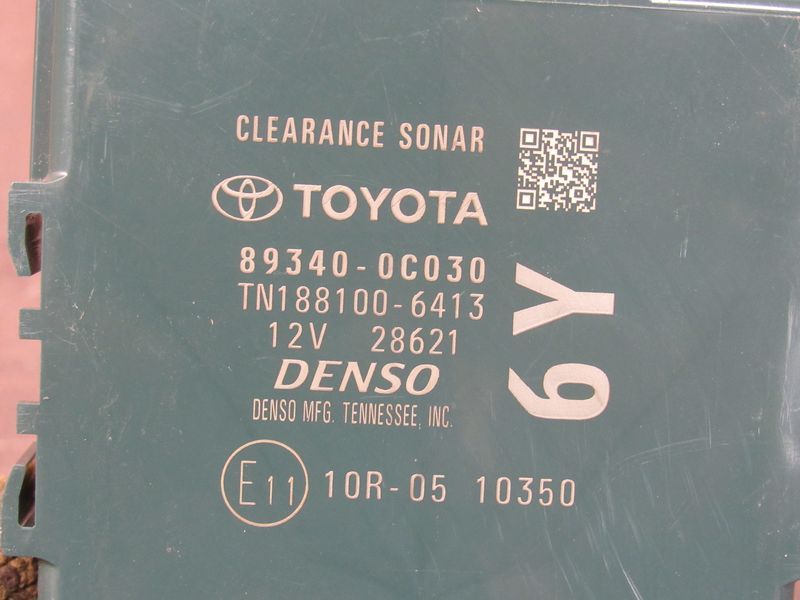 CLEARANCE SONAR
TOYOTA
89340-0C030
TN188100-6413
12V 28621
DENSO
DENSO MFG. TENNESSEE, INC.
E11 10R-05 10350
6Y